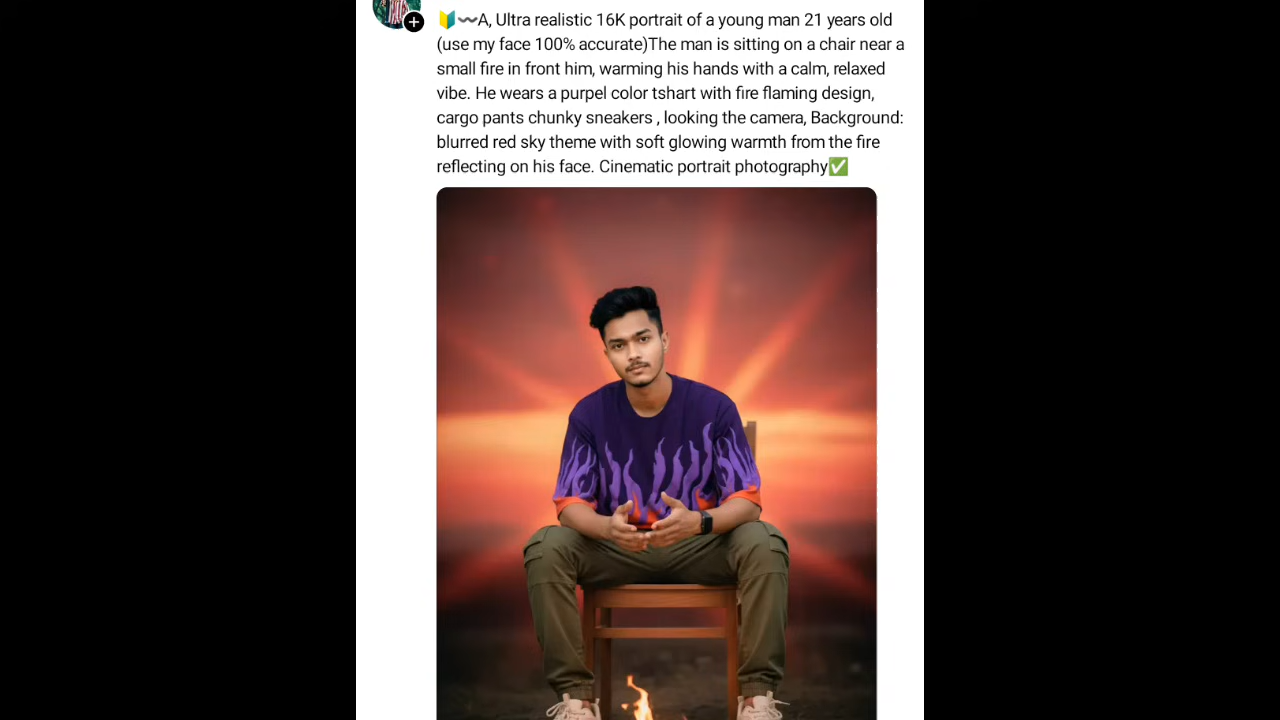 🔰〰️A, Ultra realistic 16K portrait of a young man 21 years old
(use my face 100% accurate)The man is sitting on a chair near a
small fire in front him, warming his hands with a calm, relaxed
vibe. He wears a purpel color tshart with fire flaming design,
cargo pants chunky sneakers , looking the camera, Background:
blurred red sky theme with soft glowing warmth from the fire
reflecting on his face. Cinematic portrait photography✅